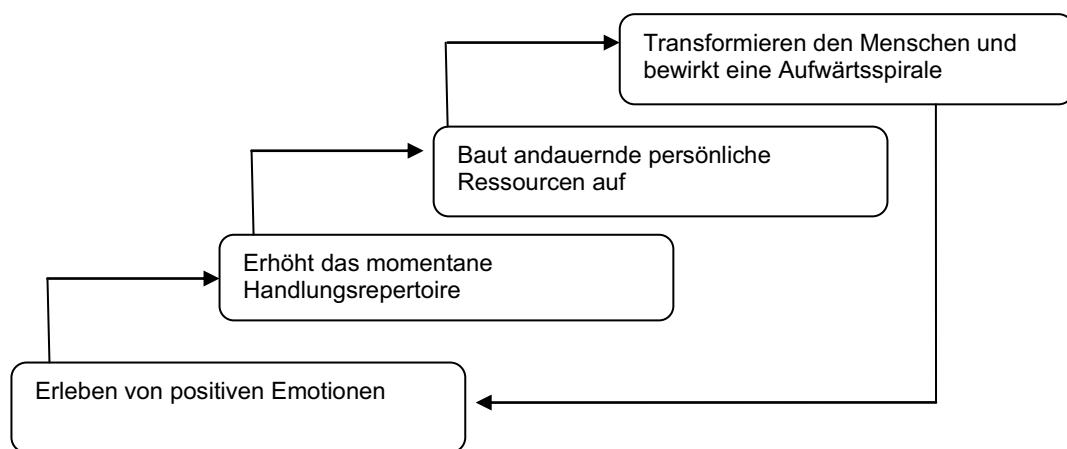 Transformieren den Menschen und
bewirkt eine Aufwärtsspirale
Baut andauernde persönliche
Ressourcen auf
Erhöht das momentane
Handlungsrepertoire
Erleben von positiven Emotionen